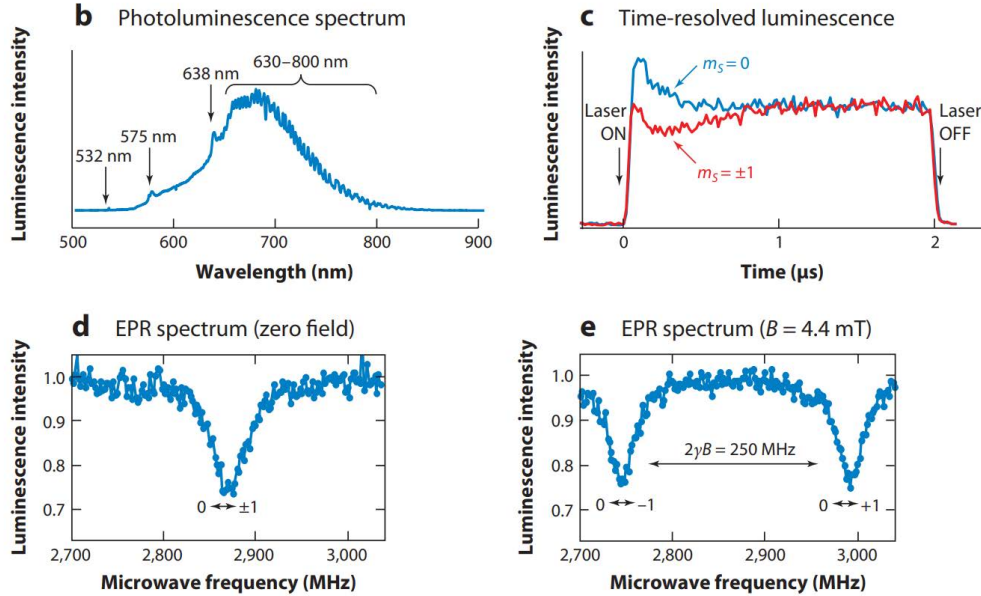 b Photoluminescence spectrum
Luminescence intensity
532 nm
575 nm
638 nm
630–800 nm
500 600 700 800 900
Wavelength (nm)
c Time-resolved luminescence
Luminescence intensity
Laser
ON
mS = 0
mS = ±1
Laser
OFF
0 1 2
Time (µs)
d EPR spectrum (zero field)
Luminescence intensity
1.0
0.9
0.8
0.7
0 ±1
2,700 2,800 2,900 3,000
Microwave frequency (MHz)
e EPR spectrum (B = 4.4 mT)
Luminescence intensity
1.0
0.9
0.8
0.7
2γB = 250 MHz
0 –1
0 +1
2,700 2,800 2,900 3,000
Microwave frequency (MHz)